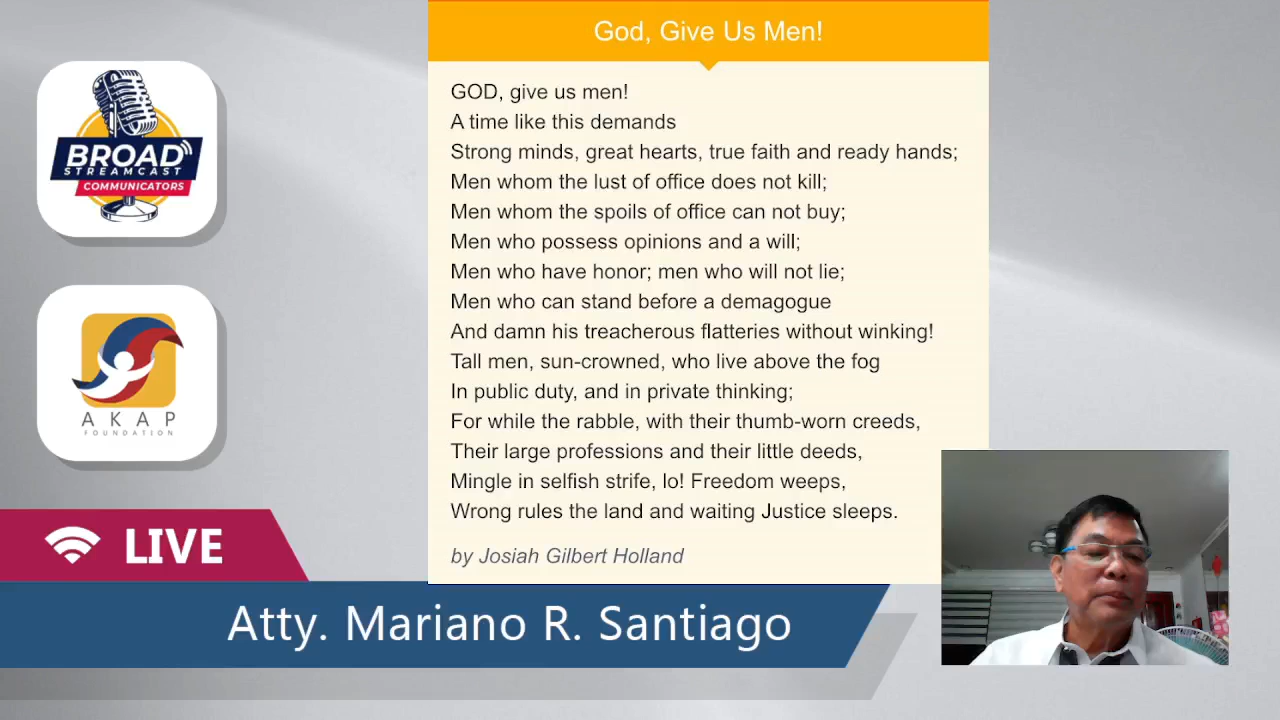 God, Give Us Men!
GOD, give us men!
A time like this demands
Strong minds, great hearts, true faith and ready hands;
Men whom the lust of office does not kill;
Men whom the spoils of office can not buy;
Men who possess opinions and a will;
Men who have honor; men who will not lie;
Men who can stand before a demagogue
And damn his treacherous flatteries without winking!
Tall men, sun-crowned, who live above the fog
In public duty, and in private thinking;
For while the rabble, with their thumb-worn creeds,
Their large professions and their little deeds,
Mingle in selfish strife, lo! Freedom weeps,
Wrong rules the land and waiting Justice sleeps.
by Josiah Gilbert Holland
BROAD
STREAMCAST
COMMUNICATORS
AKAP
FOUNDATION
LIVE
Atty. Mariano R. Santiago